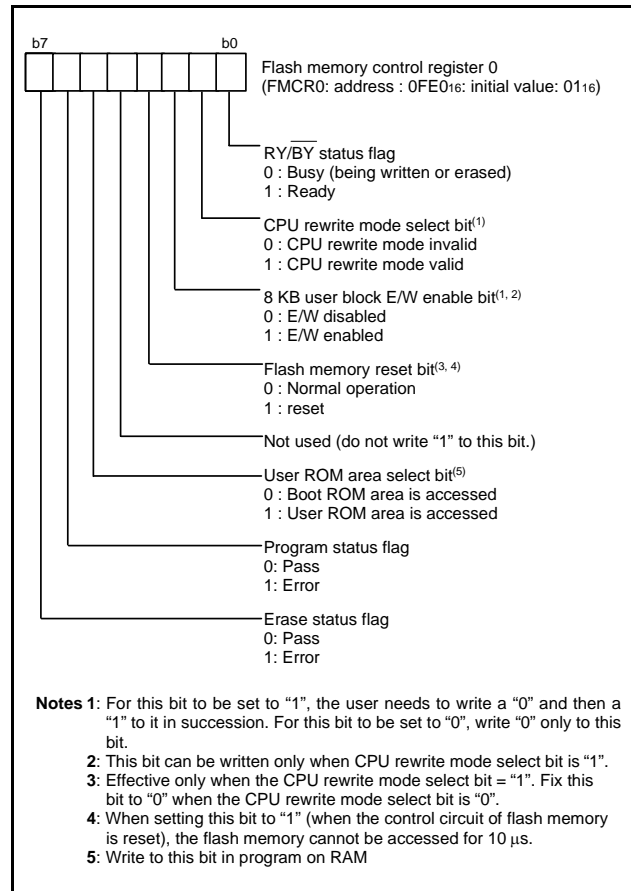 b7 b0
Flash memory control register 0
(FMCR0: address : 0FE016: initial value: 0116)
RY/BY status flag
0 : Busy (being written or erased)
1 : Ready
CPU rewrite mode select bit(1)
0 : CPU rewrite mode invalid
1 : CPU rewrite mode valid
8 KB user block E/W enable bit(1, 2)
0 : E/W disabled
1 : E/W enabled
Flash memory reset bit(3, 4)
0 : Normal operation
1 : reset
Not used (do not write “1” to this bit.)
User ROM area select bit(5)
0 : Boot ROM area is accessed
1 : User ROM area is accessed
Program status flag
0: Pass
1: Error
Erase status flag
0: Pass
1: Error
Notes 1: For this bit to be set to “1”, the user needs to write a “0” and then a
“1” to it in succession. For this bit to be set to “0”, write “0” only to this
bit.
2: This bit can be written only when CPU rewrite mode select bit is “1”.
3: Effective only when the CPU rewrite mode select bit = “1”. Fix this
bit to “0” when the CPU rewrite mode select bit is “0”.
4: When setting this bit to “1” (when the control circuit of flash memory
is reset), the flash memory cannot be accessed for 10 μs.
5: Write to this bit in program on RAM